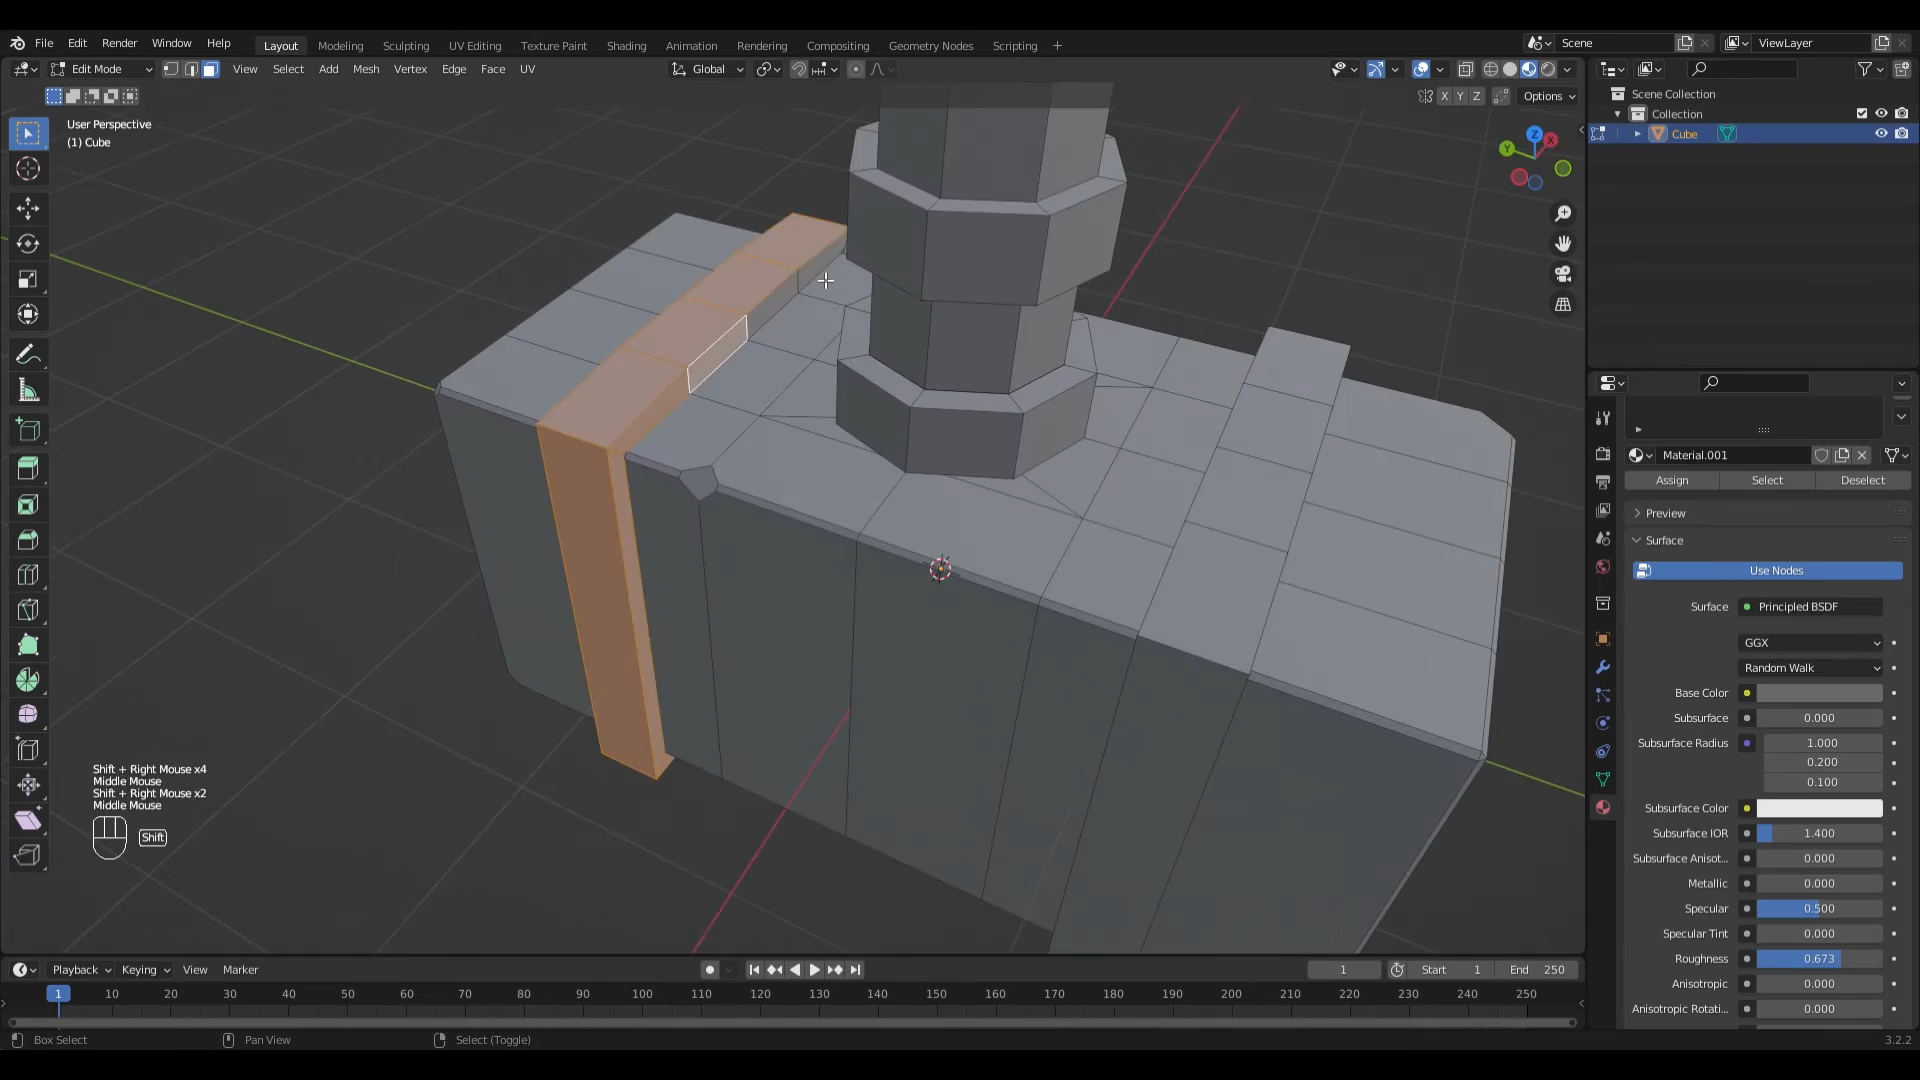 File Edit Render Window Help Layout Modeling Sculpting UV Editing Texture Paint Shading Animation Rendering Compositing Geometry Nodes Scripting + Scene ViewLayer
Edit Mode View Select Add Mesh Vertex Edge Face UV Global
X Y Z Options
User Perspective
(1) Cube
Z
Y
X
Scene Collection
Collection
Cube
Material.001
Assign Select Deselect
Preview
Surface
Use Nodes
Surface Principled BSDF
GGX
Random Walk
Base Color
Subsurface 0.000
Subsurface Radius 1.000
0.200
0.100
Subsurface Color
Subsurface IOR 1.400
Subsurface Anisot... 0.000
Metallic 0.000
Specular 0.500
Specular Tint 0.000
Roughness 0.673
Anisotropic 0.000
Anisotropic Rotati... 0.000
Shift + Right Mouse x4
Middle Mouse
Shift + Right Mouse x2
Middle Mouse
Shift
Playback Keying View Marker 1 Start 1 End 250
1 10 20 30 40 50 60 70 80 90 100 110 120 130 140 150 160 170 180 190 200 210 220 230 240 250
Box Select Pan View Select (Toggle) 3.2.2